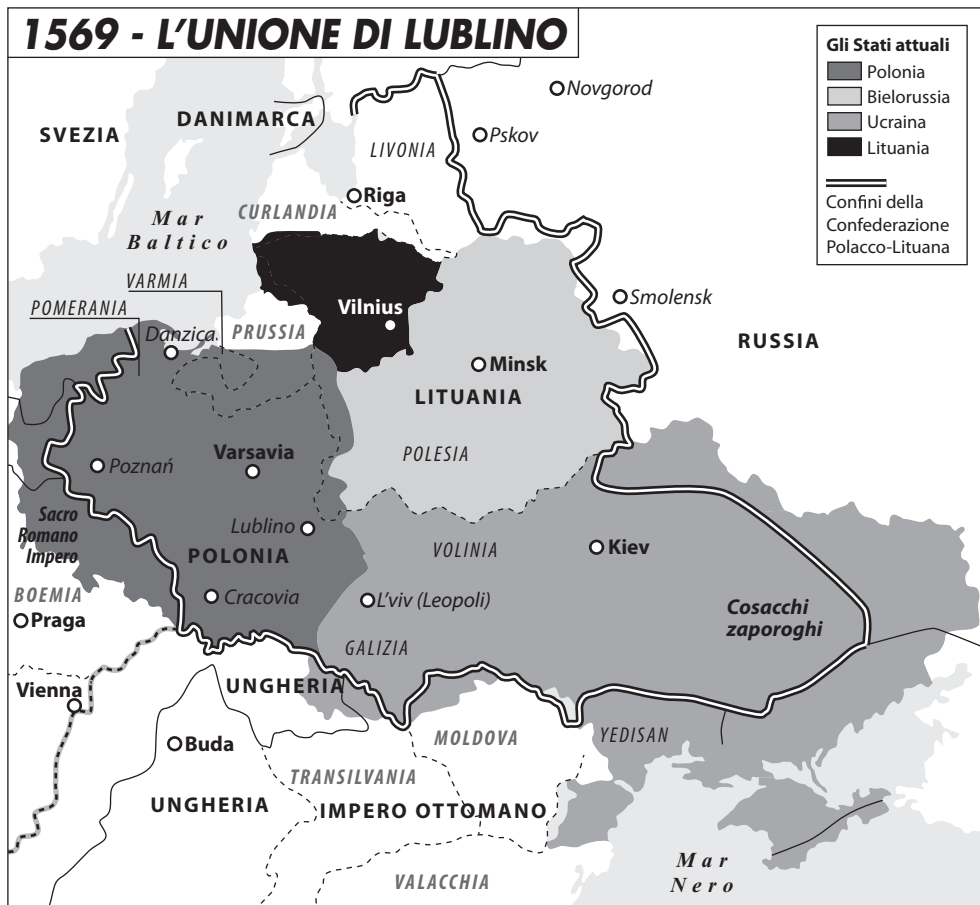 1569 - L'UNIONE DI LUBLINO
Gli Stati attuali
Polonia
Bielorussia
Ucraina
Lituania
Confini della
Confederazione
Polacco-Lituana
Novgorod
DANIMARCA
SVEZIA
Pskov
LIVONIA
Riga
CURLANDIA
Mar
Baltico
VARMIA
Smolensk
POMERANIA
Vilnius
Danzica
PRUSSIA
RUSSIA
Minsk
LITUANIA
Varsavia
POLESIA
Poznań
Sacro
Romano
Impero
Lublino
VOLINIA
Kiev
POLONIA
BOEMIA
Cracovia
L'viv (Leopoli)
Cosacchi
zaporoghi
Praga
GALIZIA
Vienna
UNGHERIA
YEDISAN
MOLDOVA
Buda
TRANSILVANIA
UNGHERIA
IMPERO OTTOMANO
Mar
Nero
VALACCHIA